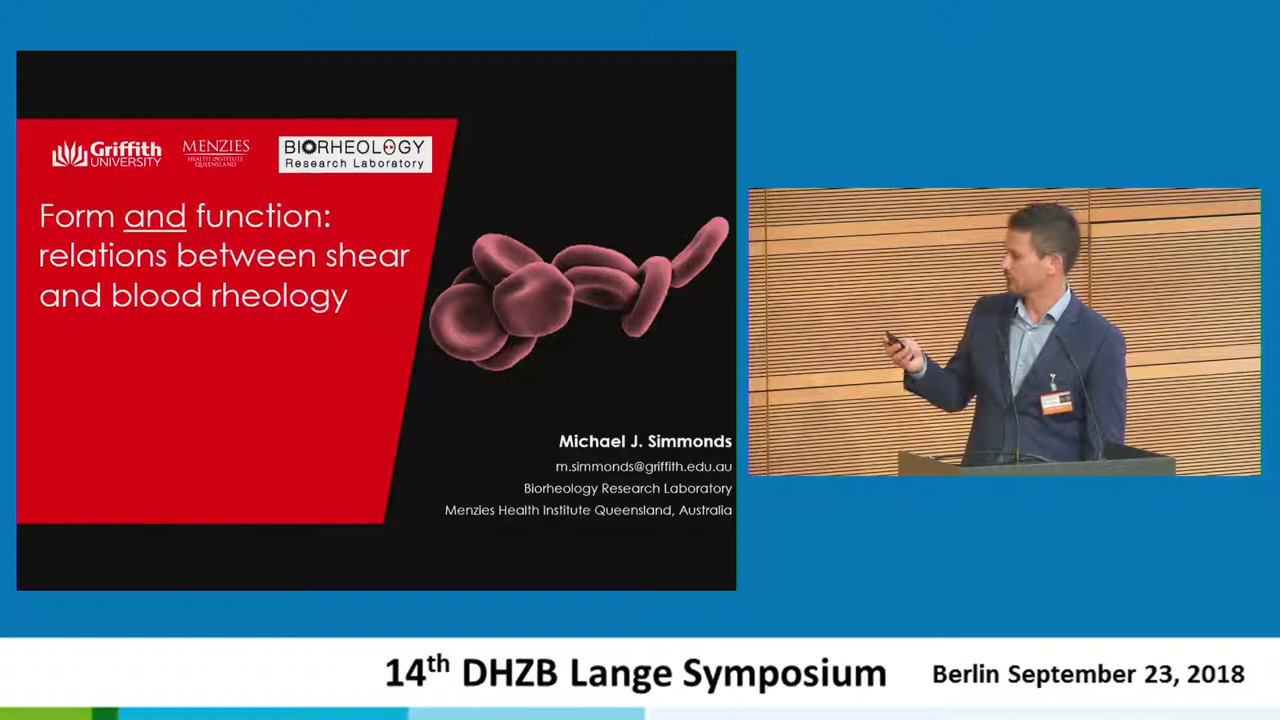 Griffith
UNIVERSITY
MENZIES
HEALTH INSTITUTE
QUEENSLAND
BIORHEOLOGY
Research Laboratory
Form and function:
relations between shear
and blood rheology
Michael J. Simmonds
m.simmonds@griffith.edu.au
Biorheology Research Laboratory
Menzies Health Institute Queensland, Australia
14th DHZB Lange Symposium
Berlin September 23, 2018